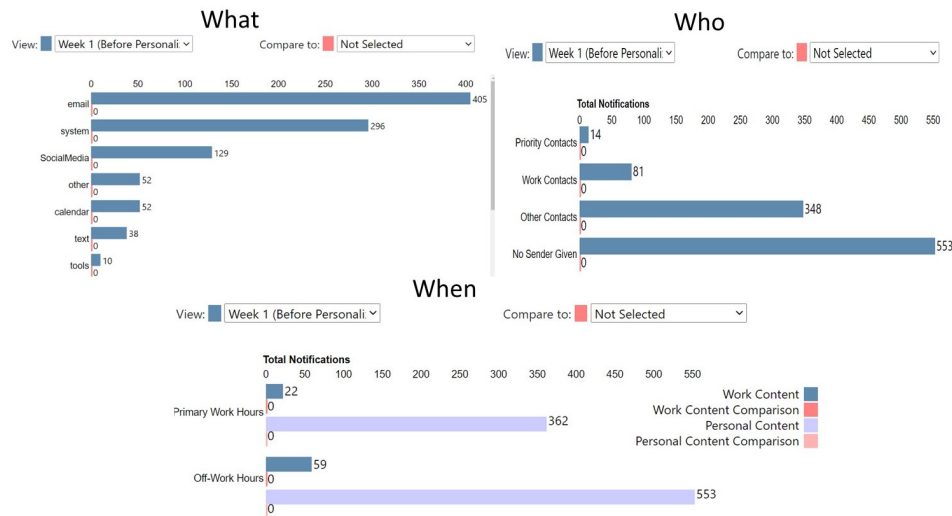 What
View: Week 1 (Before Personali: Compare to: Not Selected
0 50 100 150 200 250 300 350 400
email 405
0
system 296
0
SocialMedia 129
0
other 52
0
calendar 52
0
text 38
0
tools 10
0
Who
View: Week 1 (Before Personali: Compare to: Not Selected
Total Notifications
0 50 100 150 200 250 300 350 400 450 500 550
Priority Contacts 14
0
Work Contacts 81
0
Other Contacts 348
0
No Sender Given 553
0
When
View: Week 1 (Before Personali: Compare to: Not Selected
Total Notifications
0 50 100 150 200 250 300 350 400 450 500 550
Primary Work Hours 22
0
362
0
Off-Work Hours 59
0
553
0
Work Content
Work Content Comparison
Personal Content
Personal Content Comparison